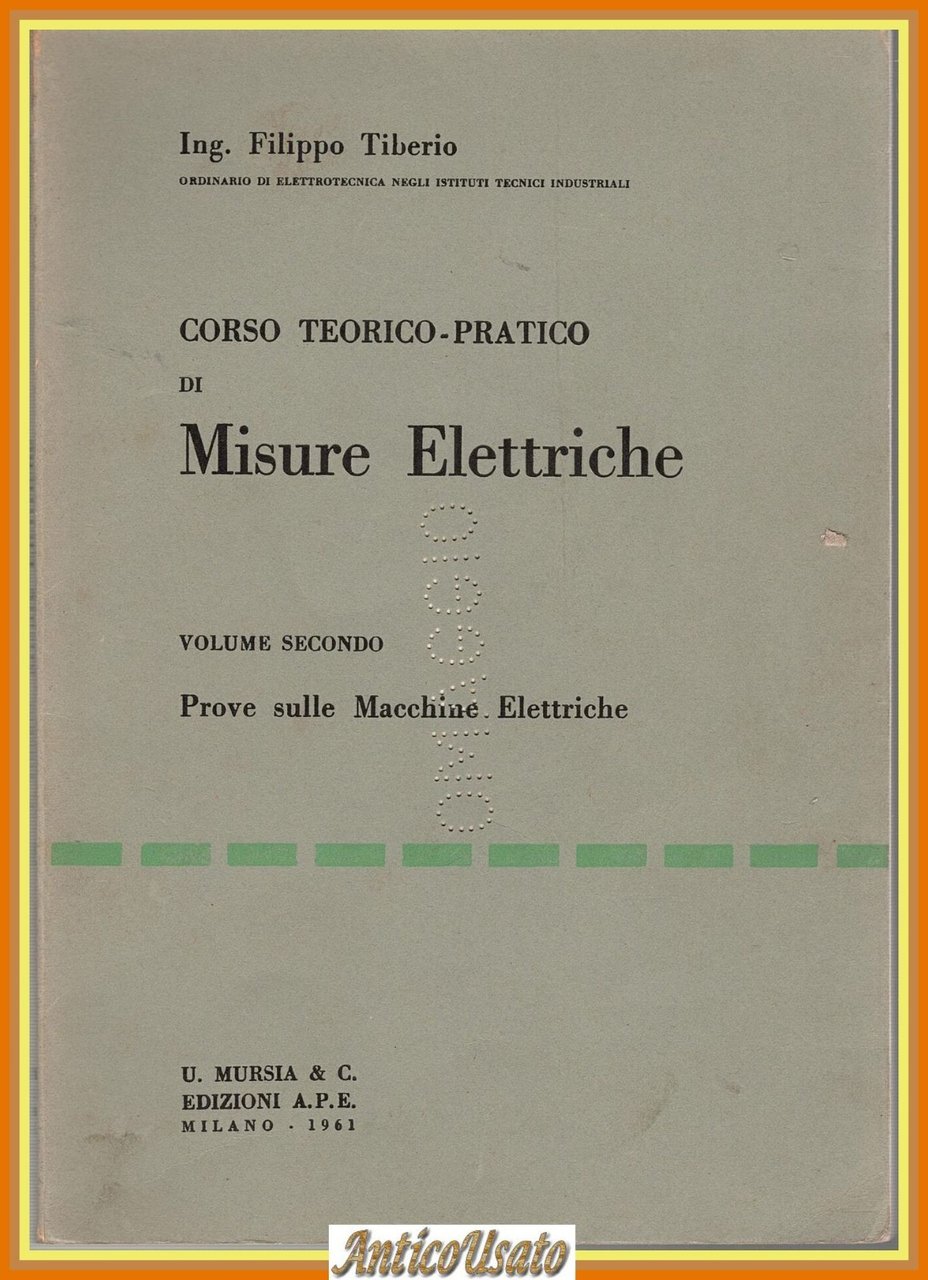 Ing. Filippo Tiberio
ORDINARIO DI ELETTROTECNICA NEGLI ISTITUTI TECNICI INDUSTRIALI
CORSO TEORICO-PRATICO
DI
Misure Elettriche
OMAGGIO
VOLUME SECONDO
Prove sulle Macchine Elettriche
U. MURSIA & C.
EDIZIONI A.P.E.
MILANO - 1961
AnticoUsato